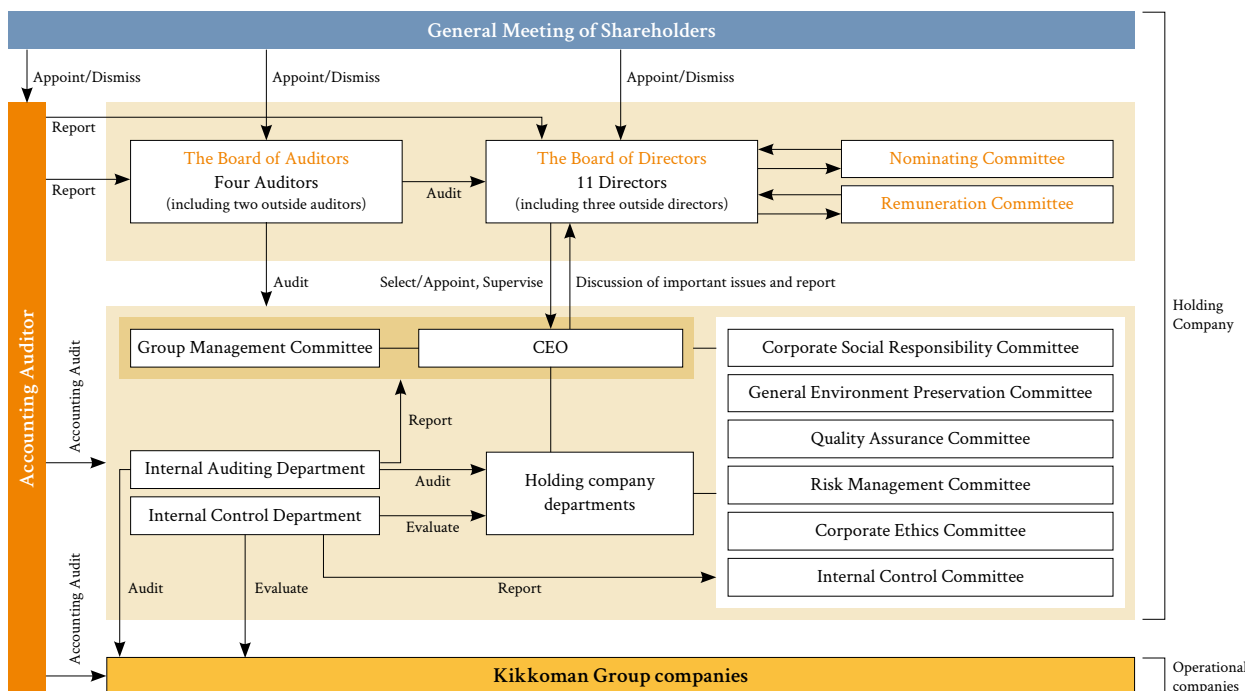 General Meeting of Shareholders
Appoint/Dismiss
Appoint/Dismiss
Appoint/Dismiss
Report
Report
The Board of Auditors
Four Auditors
(including two outside auditors)
Audit
The Board of Directors
11 Directors
(including three outside directors)
Nominating Committee
Remuneration Committee
Audit
Select/Appoint, Supervise
Discussion of important issues and report
Holding
Company
Accounting Auditor
Accounting Audit
Group Management Committee
CEO
Corporate Social Responsibility Committee
General Environment Preservation Committee
Quality Assurance Committee
Risk Management Committee
Corporate Ethics Committee
Internal Control Committee
Report
Internal Auditing Department
Audit
Internal Control Department
Evaluate
Holding company
departments
Accounting Audit
Audit
Evaluate
Report
Kikkoman Group companies
Operational
companies